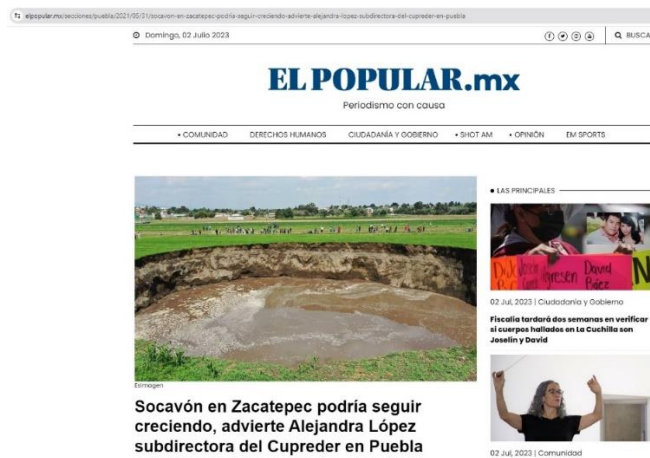 elpopular.mx/secciones/puebla/2021/05/31/socavon-en-zacatepec-podria-seguir-creciendo-advierte-alejandra-lopez-subdirectora-del-cupreder-en-puebla
Domingo, 02 Julio 2023
BUSCA
EL POPULAR.mx
Periodismo con causa
• COMUNIDAD DERECHOS HUMANOS CIUDADANÍA Y GOBIERNO • SHOT AM • OPINIÓN EM SPORTS
• LAS PRINCIPALES
Esimagen
Socavón en Zacatepec podría seguir
creciendo, advierte Alejandra López
subdirectora del Cupreder en Puebla
David
Báez
02 Jul, 2023 | Ciudadanía y Gobierno
Fiscalía tardará dos semanas en verificar
si cuerpos hallados en La Cuchilla son
Joselin y David
02 Jul, 2023 | Comunidad